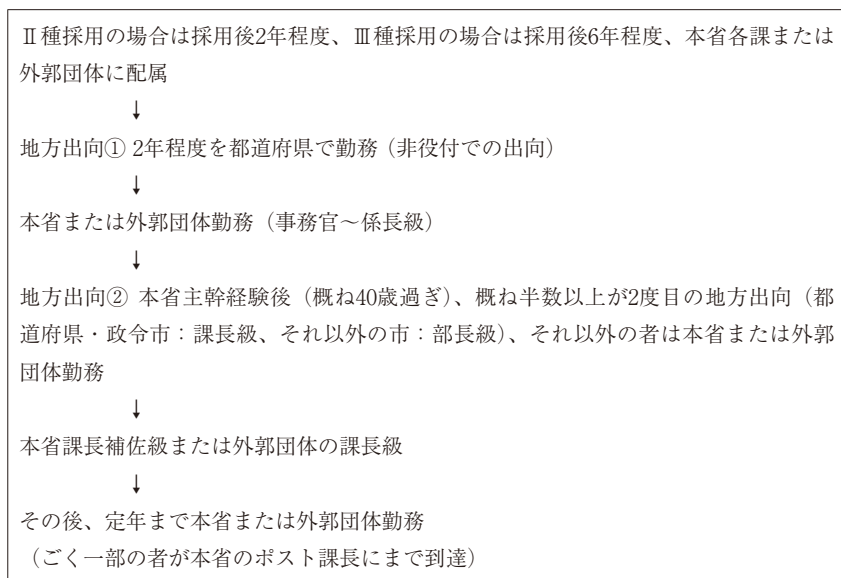 Ⅱ種採用の場合は採用後2年程度、Ⅲ種採用の場合は採用後6年程度、本省各課または
外郭団体に配属
↓
地方出向① 2年程度を都道府県で勤務（非役付での出向）
↓
本省または外郭団体勤務（事務官～係長級）
↓
地方出向② 本省主幹経験後（概ね40歳過ぎ）、概ね半数以上が2度目の地方出向（都
道府県・政令市：課長級、それ以外の市：部長級）、それ以外の者は本省または外郭
団体勤務
↓
本省課長補佐級または外郭団体の課長級
↓
その後、定年まで本省または外郭団体勤務
（ごく一部の者が本省のポスト課長にまで到達）